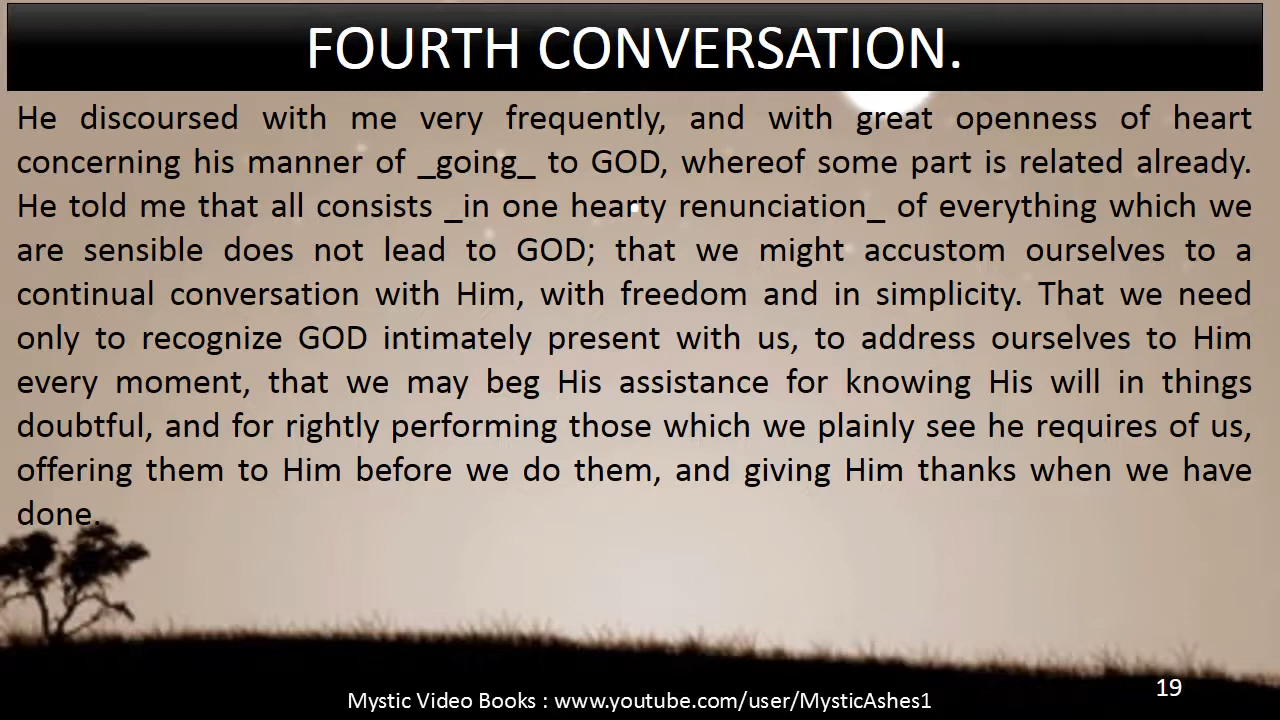 FOURTH CONVERSATION.
He discoursed with me very frequently, and with great openness of heart
concerning his manner of _going_ to GOD, whereof some part is related already.
He told me that all consists _in one hearty renunciation_ of everything which we
are sensible does not lead to GOD; that we might accustom ourselves to a
continual conversation with Him, with freedom and in simplicity. That we need
only to recognize GOD intimately present with us, to address ourselves to Him
every moment, that we may beg His assistance for knowing His will in things
doubtful, and for rightly performing those which we plainly see he requires of us,
offering them to Him before we do them, and giving Him thanks when we have
done.
Mystic Video Books : www.youtube.com/user/MysticAshes1
19